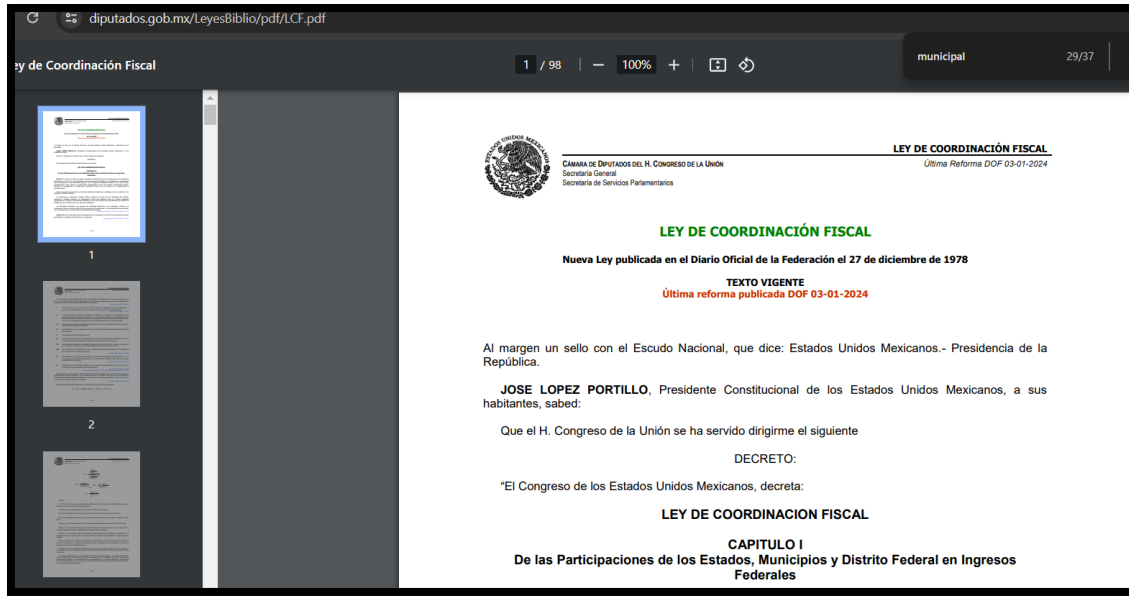 diputados.gob.mx/LeyesBiblio/pdf/LCF.pdf
ey de Coordinación Fiscal
1 / 98
100%
municipal
29/37
ESTADOS UNIDOS MEXICANOS
CÁMARA DE DIPUTADOS DEL H. CONGRESO DE LA UNIÓN
Secretaría General
Secretaría de Servicios Parlamentarios
LEY DE COORDINACIÓN FISCAL
Última Reforma DOF 03-01-2024
LEY DE COORDINACIÓN FISCAL
Nueva Ley publicada en el Diario Oficial de la Federación el 27 de diciembre de 1978
TEXTO VIGENTE
Última reforma publicada DOF 03-01-2024
Al margen un sello con el Escudo Nacional, que dice: Estados Unidos Mexicanos.- Presidencia de la
República.
JOSE LOPEZ PORTILLO, Presidente Constitucional de los Estados Unidos Mexicanos, a sus
habitantes, sabed:
Que el H. Congreso de la Unión se ha servido dirigirme el siguiente
DECRETO:
“El Congreso de los Estados Unidos Mexicanos, decreta:
LEY DE COORDINACION FISCAL
CAPITULO I
De las Participaciones de los Estados, Municipios y Distrito Federal en Ingresos
Federales
1
2